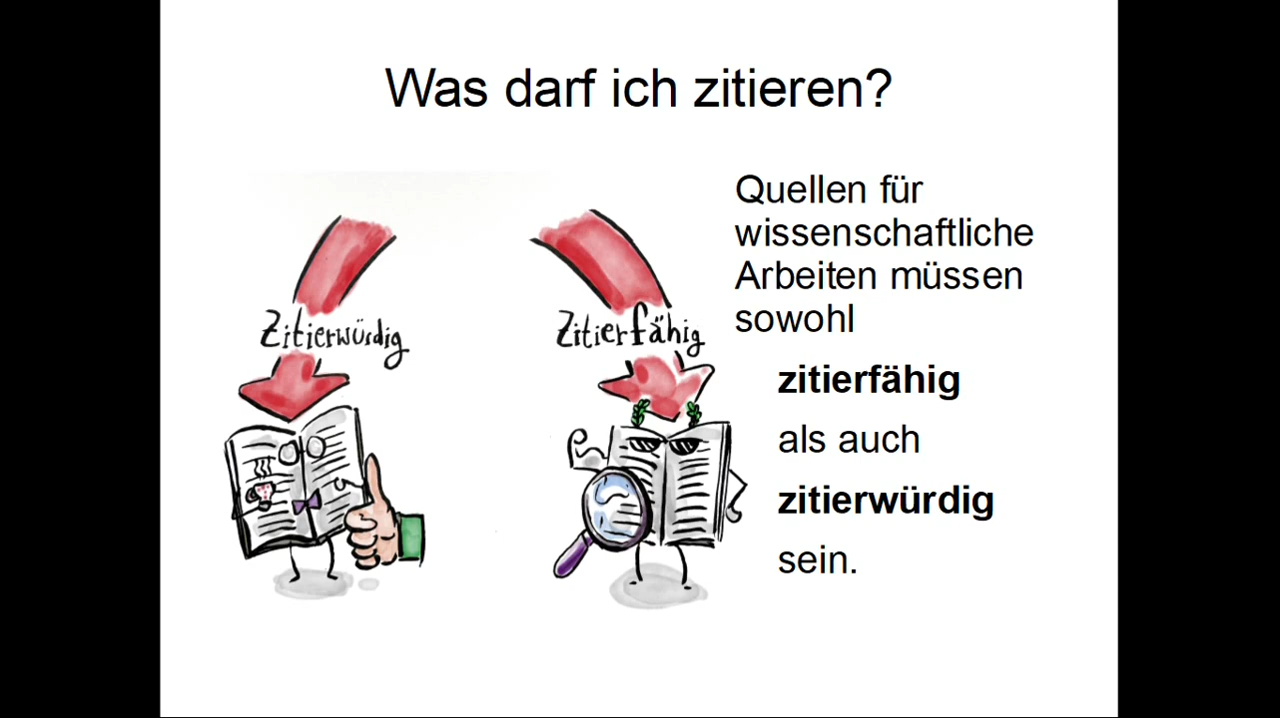 Was darf ich zitieren?
Zitierwürdig
Zitierfähig
Quellen für
wissenschaftliche
Arbeiten müssen
sowohl
zitierfähig
als auch
zitierwürdig
sein.